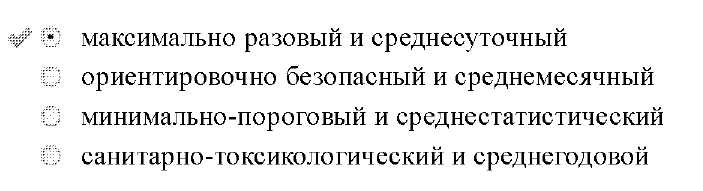 максимально разовый и среднесуточный
ориентировочно безопасный и среднемесячный
минимально-пороговый и среднестатистический
санитарно-токсикологический и среднегодовой